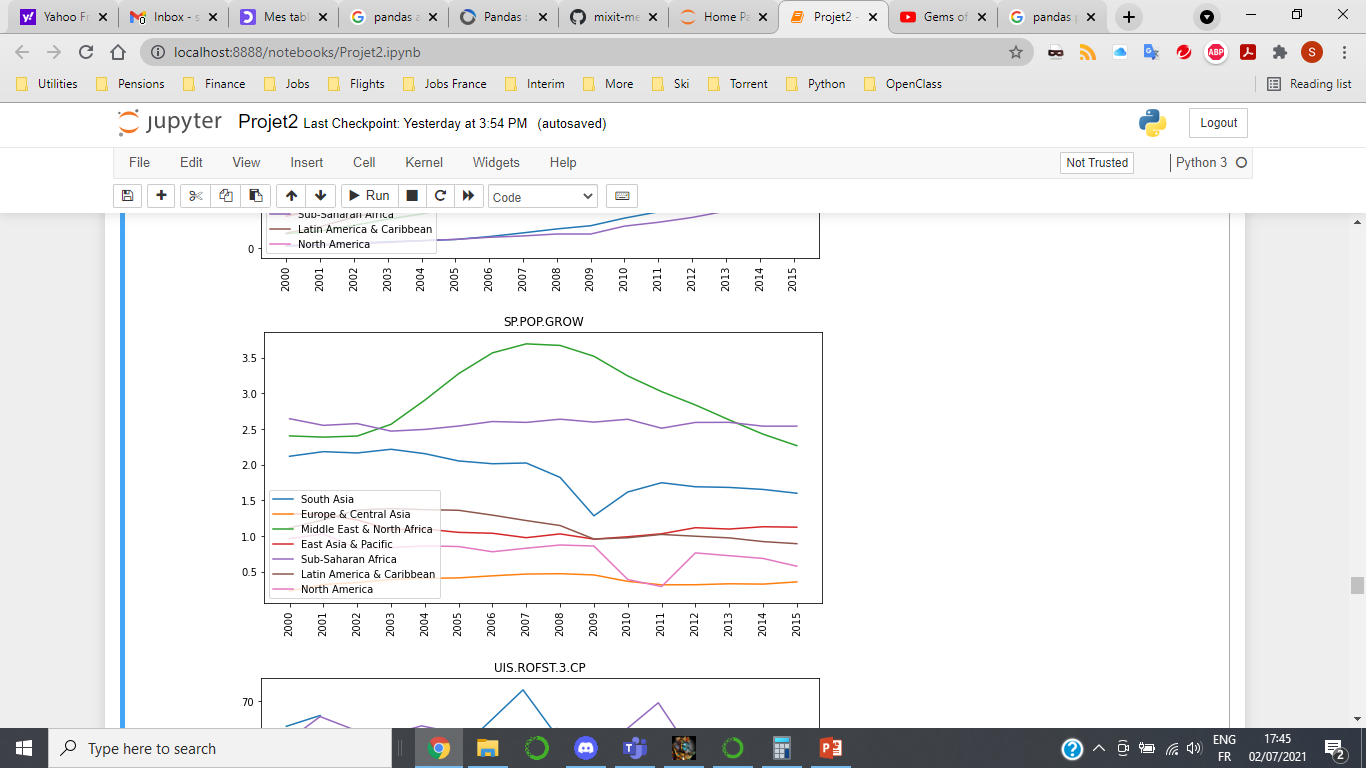 Yahoo Fr
Inbox - s
Mes tabl
pandas a
Pandas
mixit-me
Home Pa
Projet2 -
Gems of
pandas p
localhost:8888/notebooks/Projet2.ipynb
ABP
S
Utilities
Pensions
Finance
Jobs
Flights
Jobs France
Interim
More
Ski
Torrent
Python
OpenClass
Reading list
jupyter
Projet2 Last Checkpoint: Yesterday at 3:54 PM (autosaved)
Logout
File
Edit
View
Insert
Cell
Kernel
Widgets
Help
Not Trusted
Python 3
Run
Code
Sub-Saharan Africa
Latin America & Caribbean
North America
0
2000
2001
2002
2003
2004
2005
2006
2007
2008
2009
2010
2011
2012
2013
2014
2015
SP.POP.GROW
3.5
3.0
2.5
2.0
1.5
1.0
0.5
South Asia
Europe & Central Asia
Middle East & North Africa
East Asia & Pacific
Sub-Saharan Africa
Latin America & Caribbean
North America
2000
2001
2002
2003
2004
2005
2006
2007
2008
2009
2010
2011
2012
2013
2014
2015
UIS.ROFST.3.CP
70
Type here to search
ENG
FR
17:45
02/07/2021
2